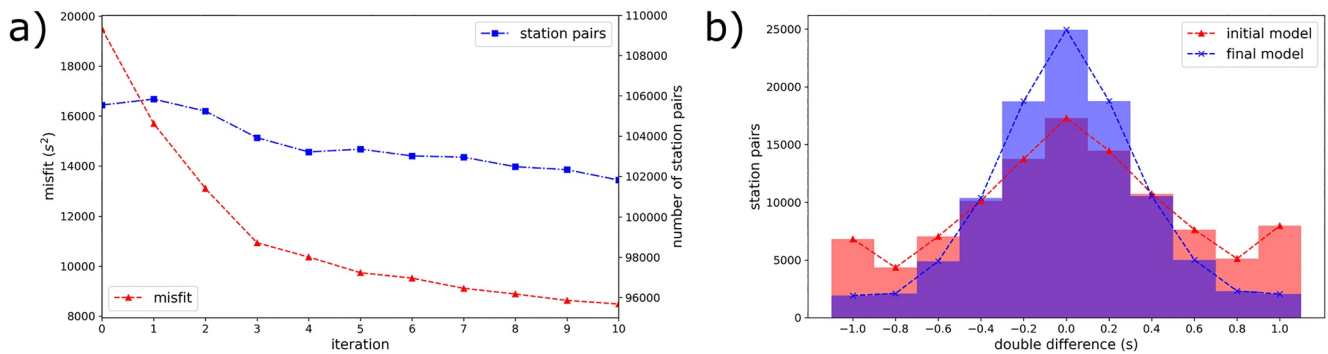 a)
station pairs
misfit
misfit (s²)
20000
18000
16000
14000
12000
10000
8000
number of station pairs
110000
108000
106000
104000
102000
100000
98000
96000
0 1 2 3 4 5 6 7 8 9 10
iteration
b)
initial model
final model
station pairs
25000
20000
15000
10000
5000
0
−1.0 −0.8 −0.6 −0.4 −0.2 0.0 0.2 0.4 0.6 0.8 1.0
double difference (s)